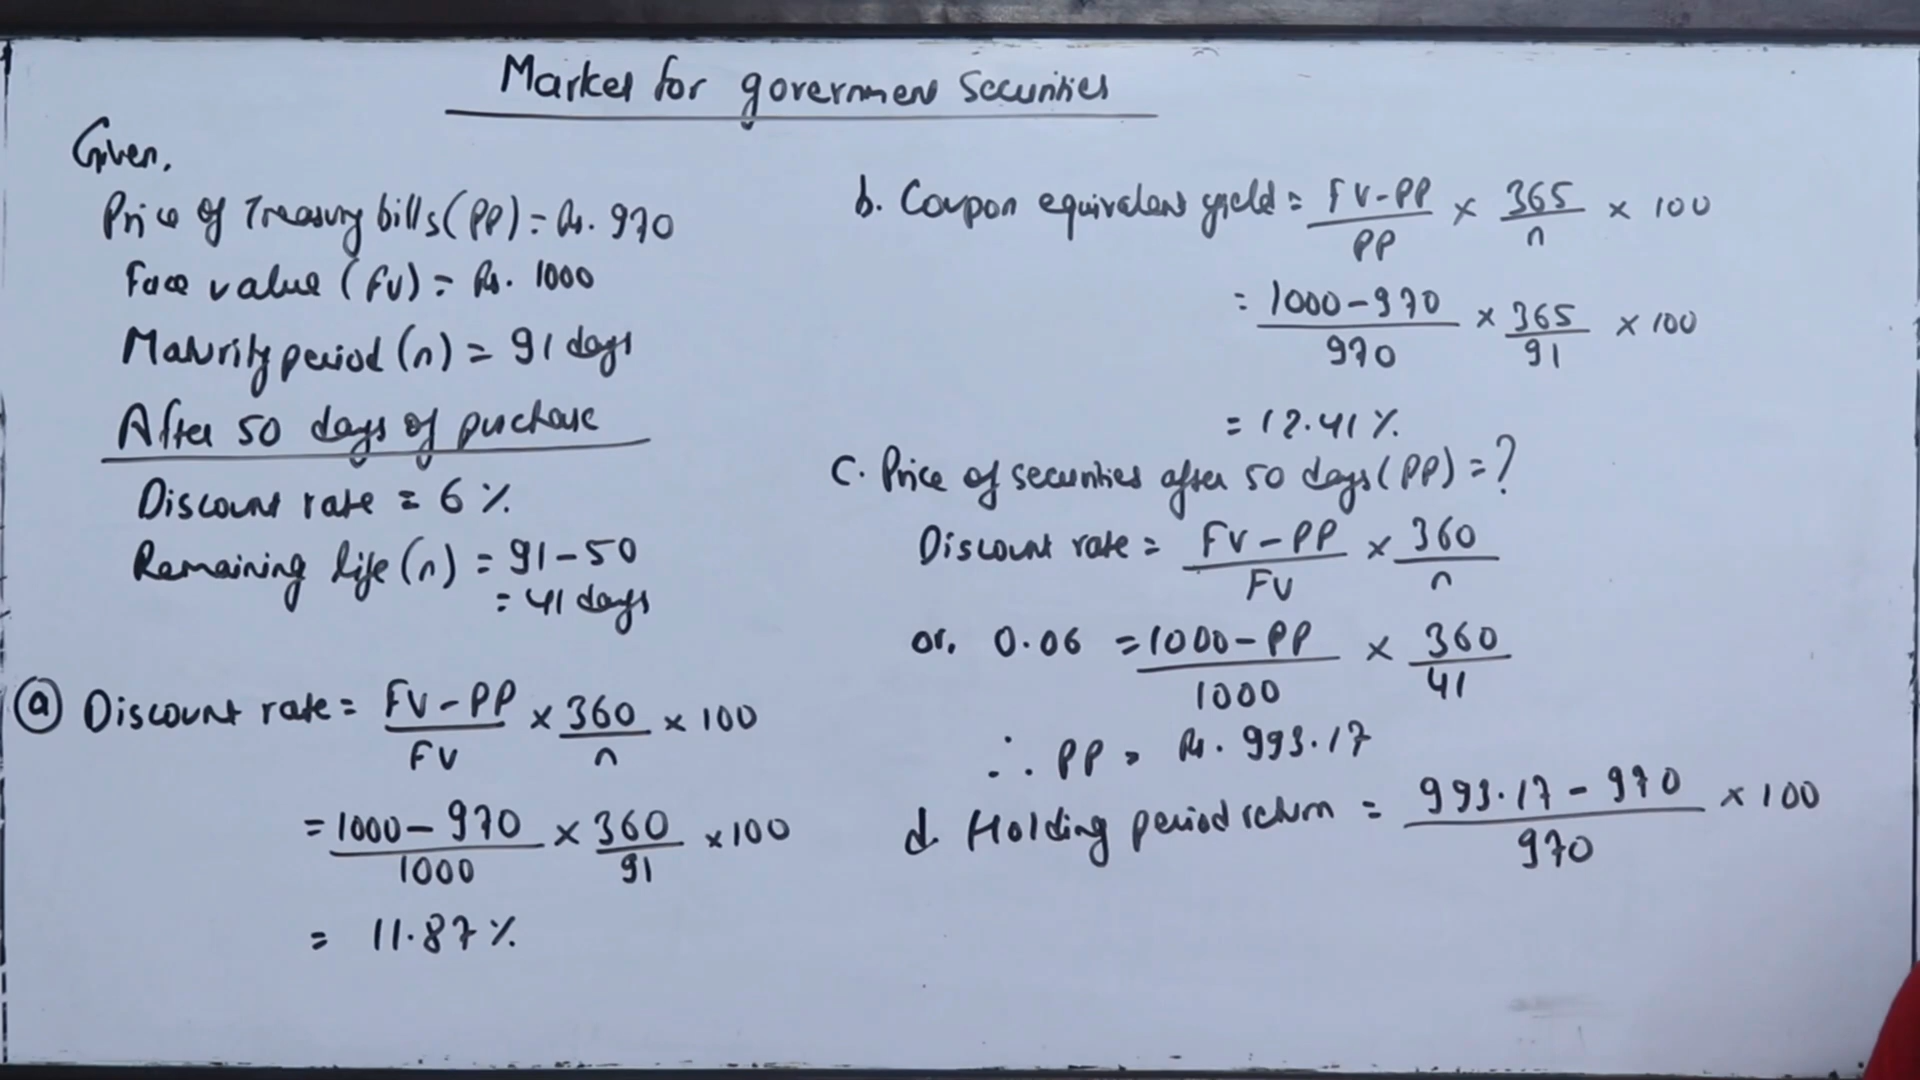 Market for government Securities
Given,
Price of Treasury bills (PP) = Rs. 970
Face value (FV) = Rs. 1000
Maturity period (n) = 91 days
After 50 days of purchase
Discount rate = 6%
Remaining life (n) = 91-50
= 41 days
(a) Discount rate = FV-PP/FV × 360/n × 100
= 1000-970/1000 × 360/91 × 100
= 11.87%
b. Coupon equivalent yield = FV-PP/PP × 365/n × 100
= 1000-970/970 × 365/91 × 100
= 12.41%
C. Price of securities after 50 days (PP) = ?
Discount rate = FV-PP/FV × 360/n
or, 0.06 = 1000-PP/1000 × 360/41
∴ PP = Rs. 993.17
d. Holding period return = 993.17-970/970 × 100